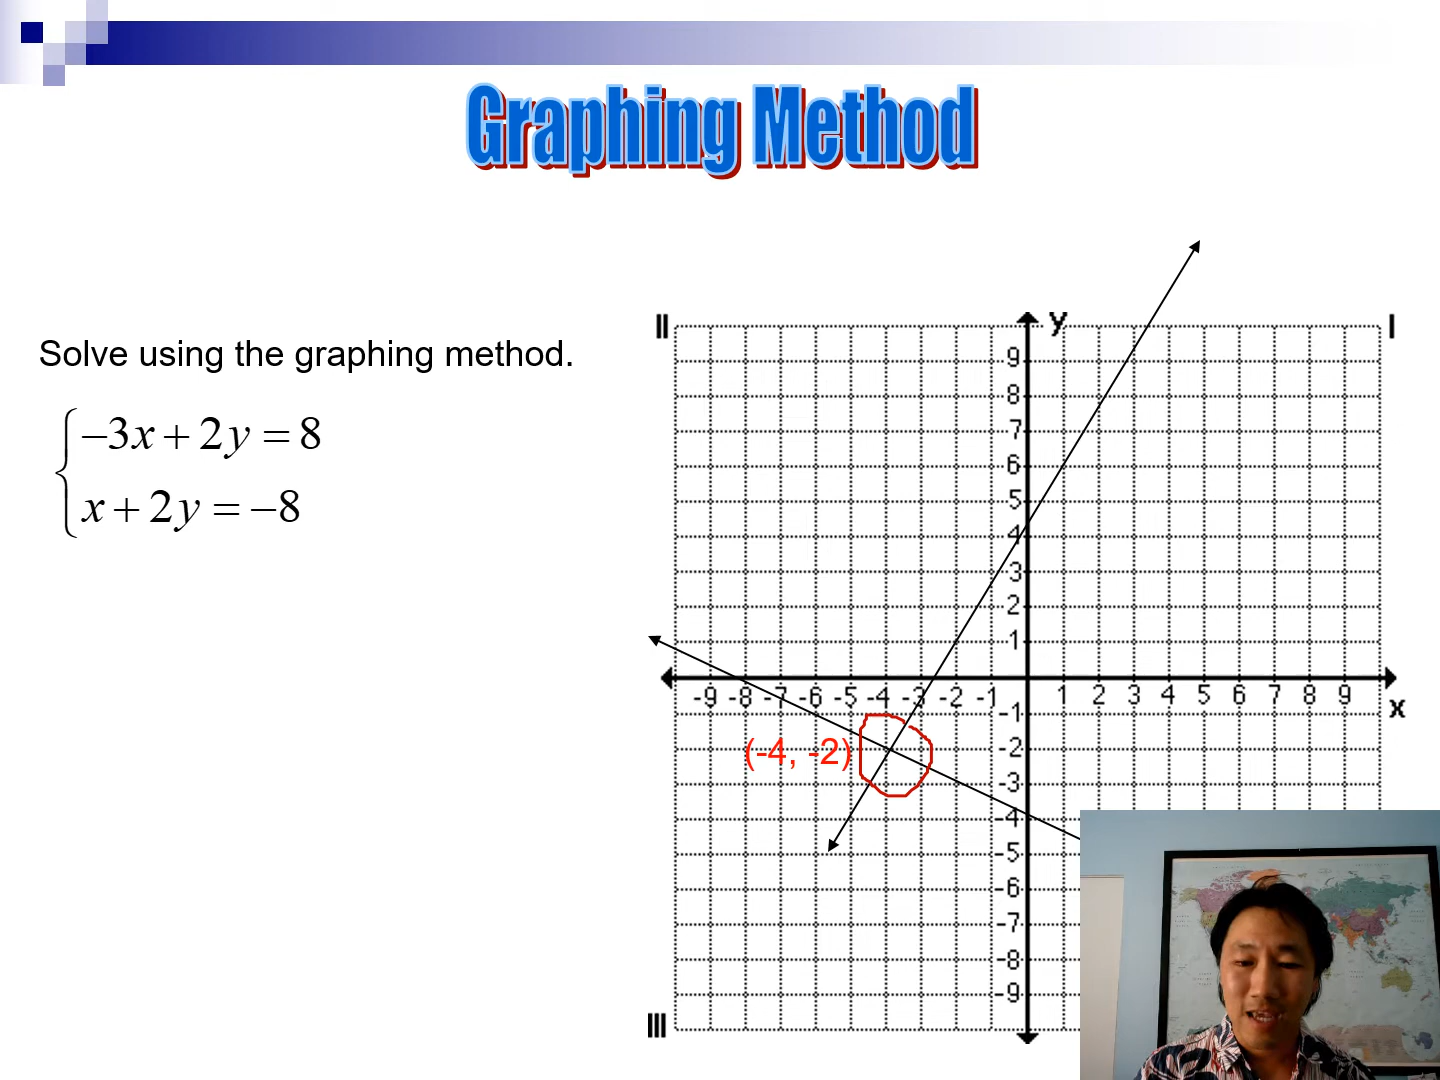 Graphing Method
II
y
I
Solve using the graphing method.
−3x + 2y = 8
x + 2y = −8
9
8
7
6
5
4
3
2
1
-9 -8 -7 -6 -5 -4 -3 -2 -1 1 2 3 4 5 6 7 8 9
x
-1
(-4, -2)
-2
-3
-4
-5
-6
-7
-8
-9
III